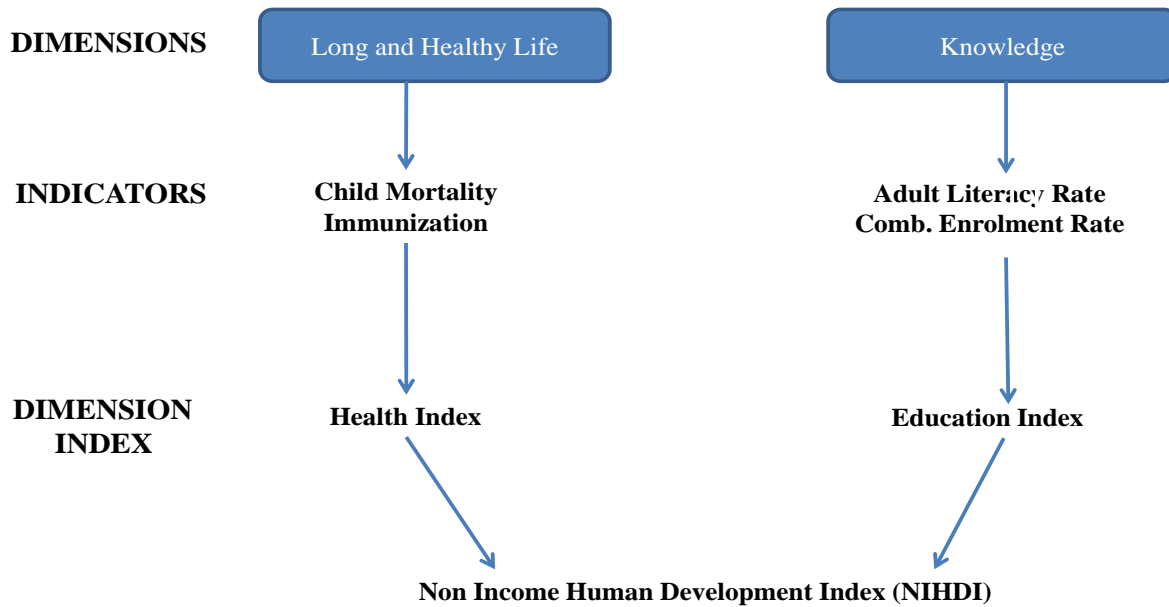 DIMENSIONS
Long and Healthy Life
Knowledge
INDICATORS
Child Mortality
Immunization
Adult Literacy Rate
Comb. Enrolment Rate
DIMENSION
INDEX
Health Index
Education Index
Non Income Human Development Index (NIHDI)